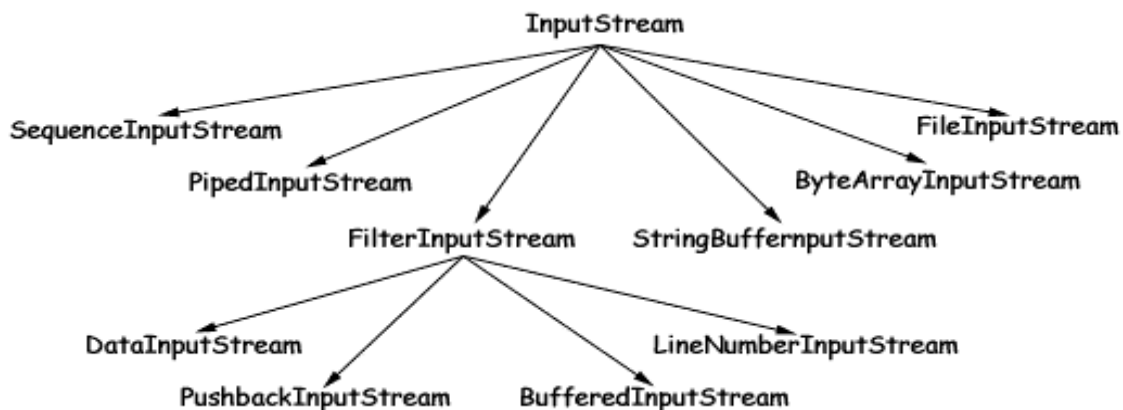 InputStream
SequenceInputStream
FileInputStream
PipedInputStream
ByteArrayInputStream
FilterInputStream
StringBuffernputStream
DataInputStream
LineNumberInputStream
PushbackInputStream
BufferedInputStream